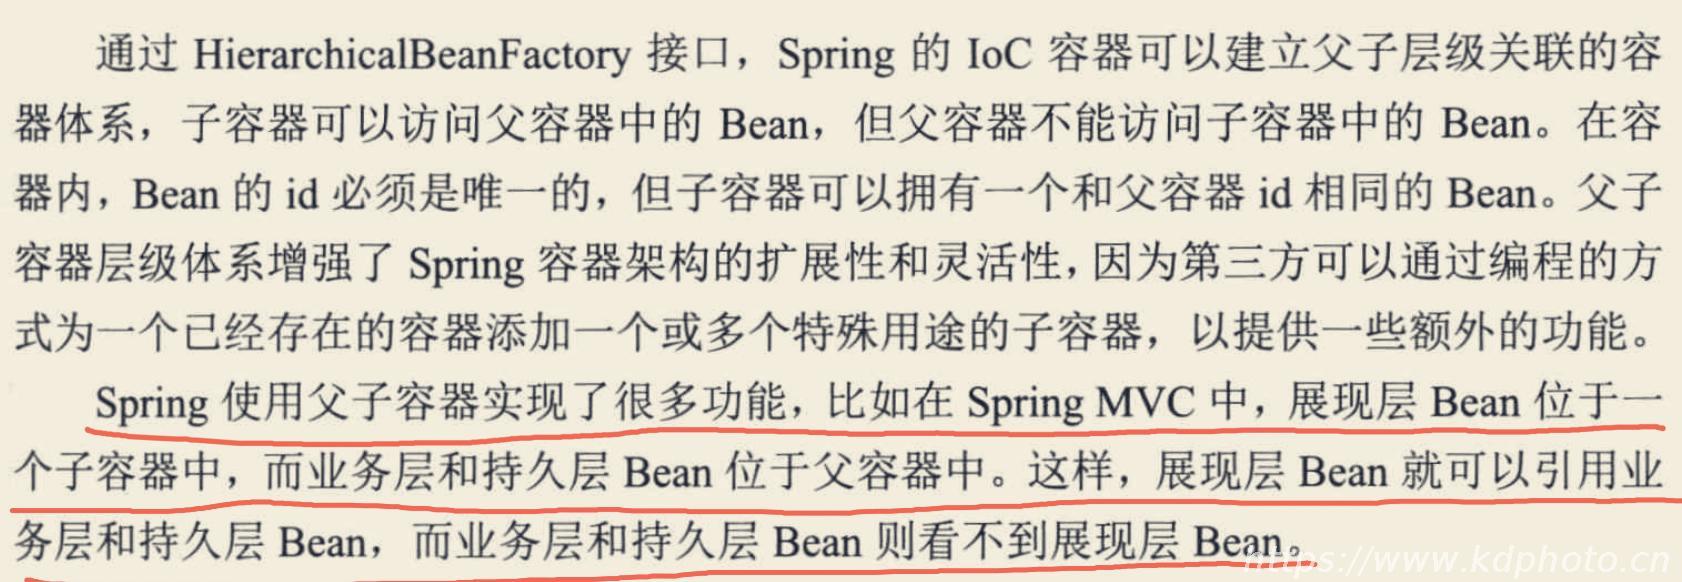 通过 HierarchicalBeanFactory 接口，Spring 的 IoC 容器可以建立父子层级关联的容
器体系，子容器可以访问父容器中的 Bean，但父容器不能访问子容器中的 Bean。在容
器内，Bean 的 id 必须是唯一的，但子容器可以拥有一个和父容器 id 相同的 Bean。父子
容器层级体系增强了 Spring 容器架构的扩展性和灵活性，因为第三方可以通过编程的方
式为一个已经存在的容器添加一个或多个特殊用途的子容器，以提供一些额外的功能。
Spring 使用父子容器实现了很多功能，比如在 Spring MVC 中，展现层 Bean 位于一
个子容器中，而业务层和持久层 Bean 位于父容器中。这样，展现层 Bean 就可以引用业
务层和持久层 Bean，而业务层和持久层 Bean 则看不到展现层 Bean。
https://www.kdphoto.cn